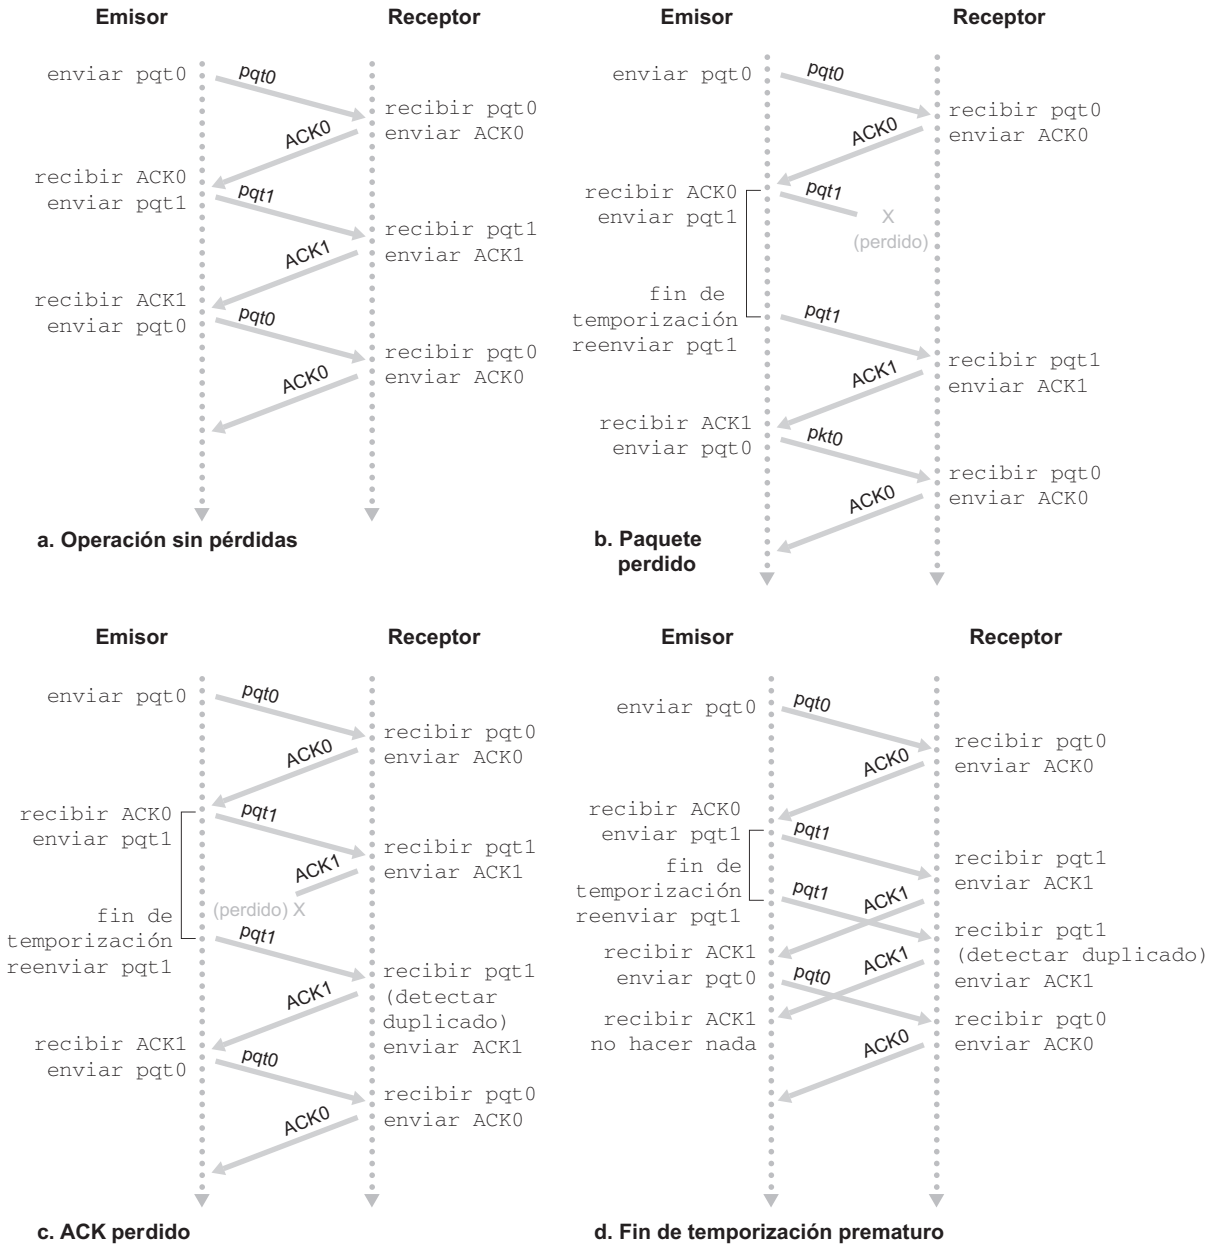 Emisor
Receptor
enviar pqt0
pqt0
recibir pqt0
enviar ACK0
ACK0
recibir ACK0
enviar pqt1
pqt1
recibir pqt1
enviar ACK1
ACK1
recibir ACK1
enviar pqt0
pqt0
recibir pqt0
enviar ACK0
ACK0
a. Operación sin pérdidas
Emisor
Receptor
enviar pqt0
pqt0
recibir pqt0
enviar ACK0
ACK0
recibir ACK0
enviar pqt1
pqt1
X
(perdido)
fin de
temporización
reenviar pqt1
pqt1
recibir pqt1
enviar ACK1
ACK1
recibir ACK1
enviar pqt0
pkt0
recibir pqt0
enviar ACK0
ACK0
b. Paquete
perdido
Emisor
Receptor
enviar pqt0
pqt0
recibir pqt0
enviar ACK0
ACK0
recibir ACK0
enviar pqt1
pqt1
recibir pqt1
enviar ACK1
ACK1
(perdido) X
fin de
temporización
reenviar pqt1
pqt1
recibir pqt1
(detectar
duplicado)
enviar ACK1
ACK1
recibir ACK1
enviar pqt0
pqt0
recibir pqt0
enviar ACK0
ACK0
c. ACK perdido
Emisor
Receptor
enviar pqt0
pqt0
recibir pqt0
enviar ACK0
ACK0
recibir ACK0
enviar pqt1
pqt1
fin de
temporización
reenviar pqt1
pqt1
recibir pqt1
enviar ACK1
ACK1
recibir ACK1
enviar pqt0
pqt0
recibir pqt1
(detectar duplicado)
enviar ACK1
ACK1
recibir ACK1
no hacer nada
recibir pqt0
enviar ACK0
ACK0
d. Fin de temporización prematuro